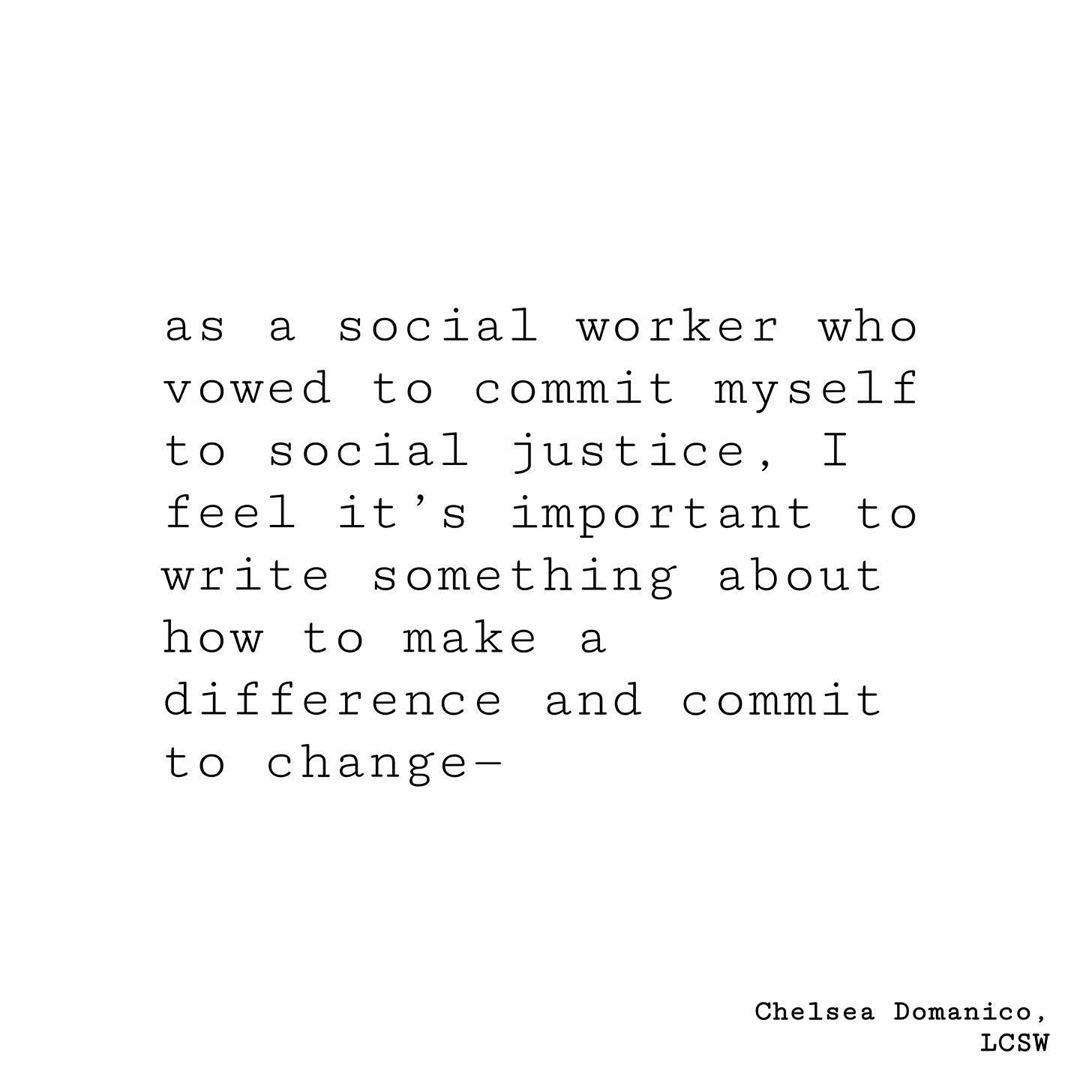 as a social worker who
vowed to commit myself
to social justice, I
feel it’s important to
write something about
how to make a
difference and commit
to change—
Chelsea Domanico,
LCSW